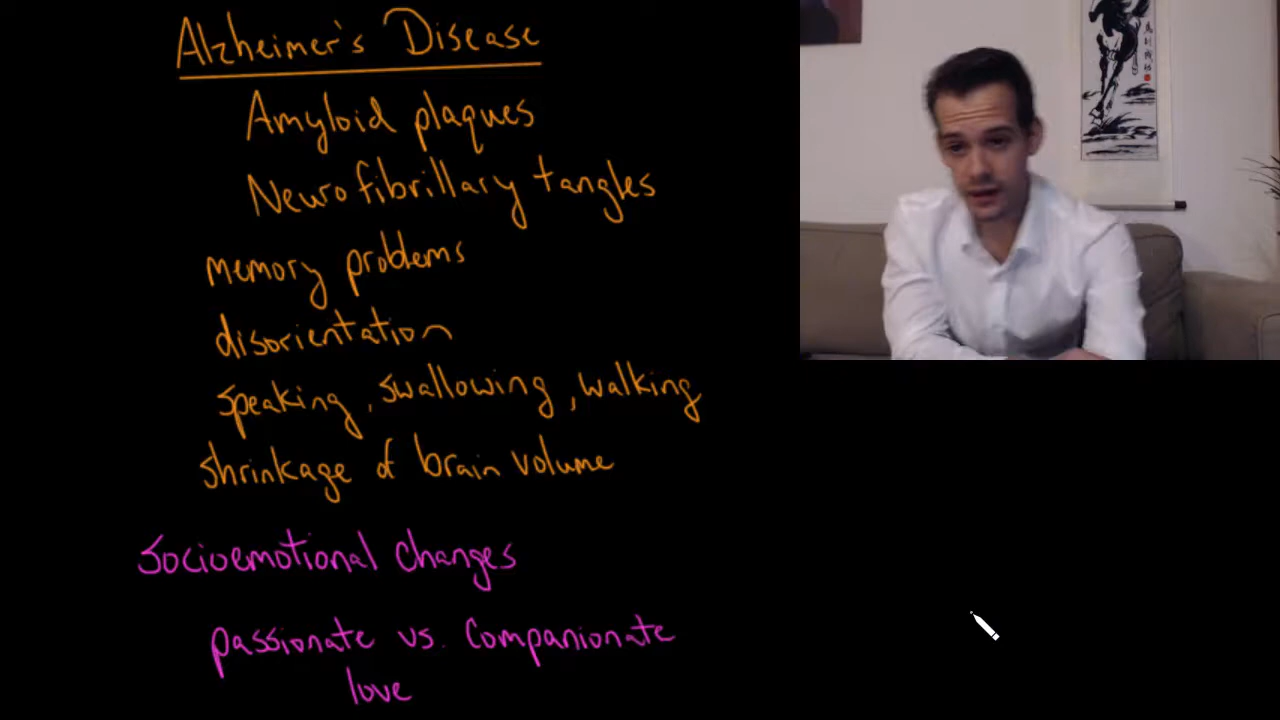 Alzheimer's Disease
Amyloid plaques
Neurofibrillary tangles
memory problems
disorientation
speaking, swallowing, walking
shrinkage of brain volume
Socioemotional Changes
passionate vs. Companionate
love